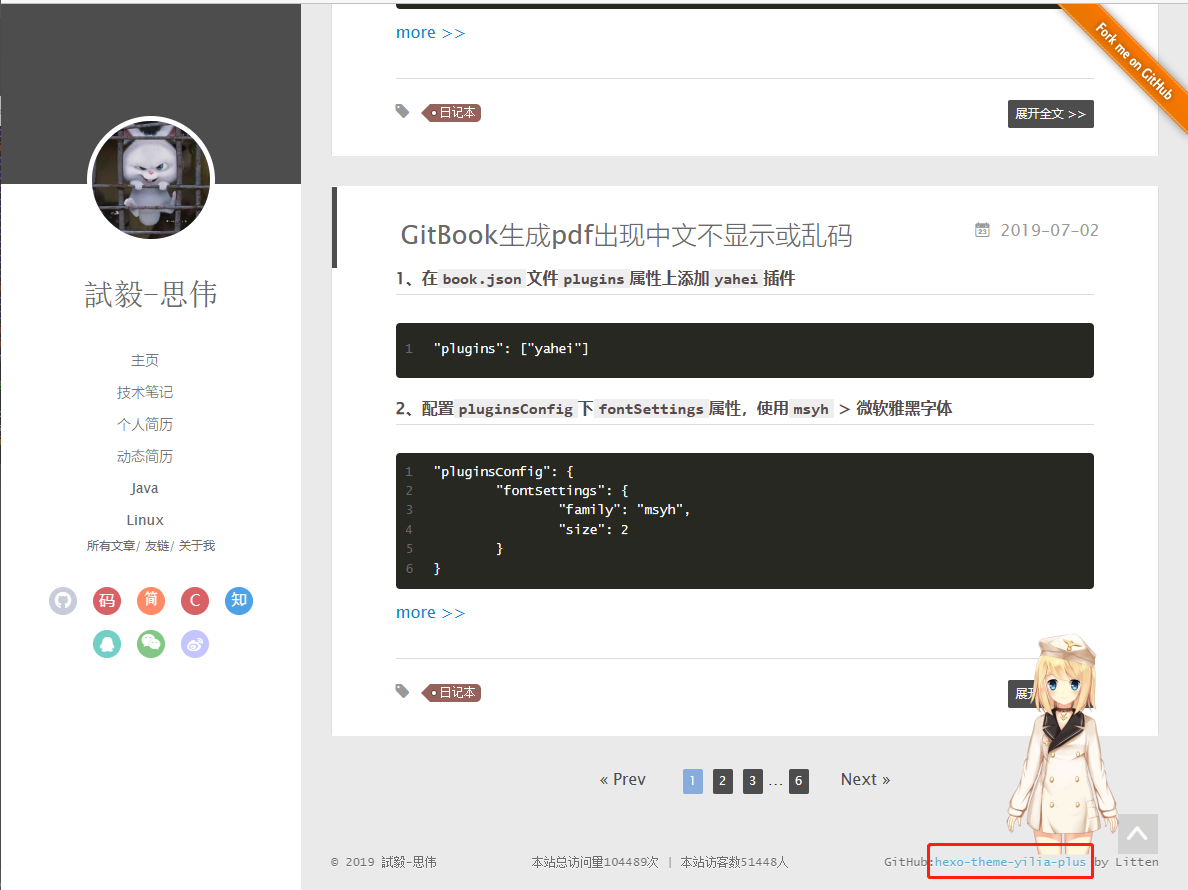 試毅-思伟
主页
技术笔记
个人简历
动态简历
Java
Linux
所有文章/ 友链/ 关于我
码 简 C 知
Fork me on GitHub
more >>
日记本
展开全文 >>
GitBook生成pdf出现中文不显示或乱码
2019-07-02
1、在 book.json 文件 plugins 属性上添加 yahei 插件
1 "plugins": ["yahei"]
2、配置 pluginsConfig 下 fontSettings 属性，使用 msyh > 微软雅黑字体
1 "pluginsConfig": {
2 "fontSettings": {
3 "family": "msyh",
4 "size": 2
5 }
6 }
more >>
日记本
展
« Prev 1 2 3 ... 6 Next »
© 2019 試毅-思伟
本站总访问量104489次 | 本站访客数51448人
GitHub:hexo-theme-yilia-plus by Litten